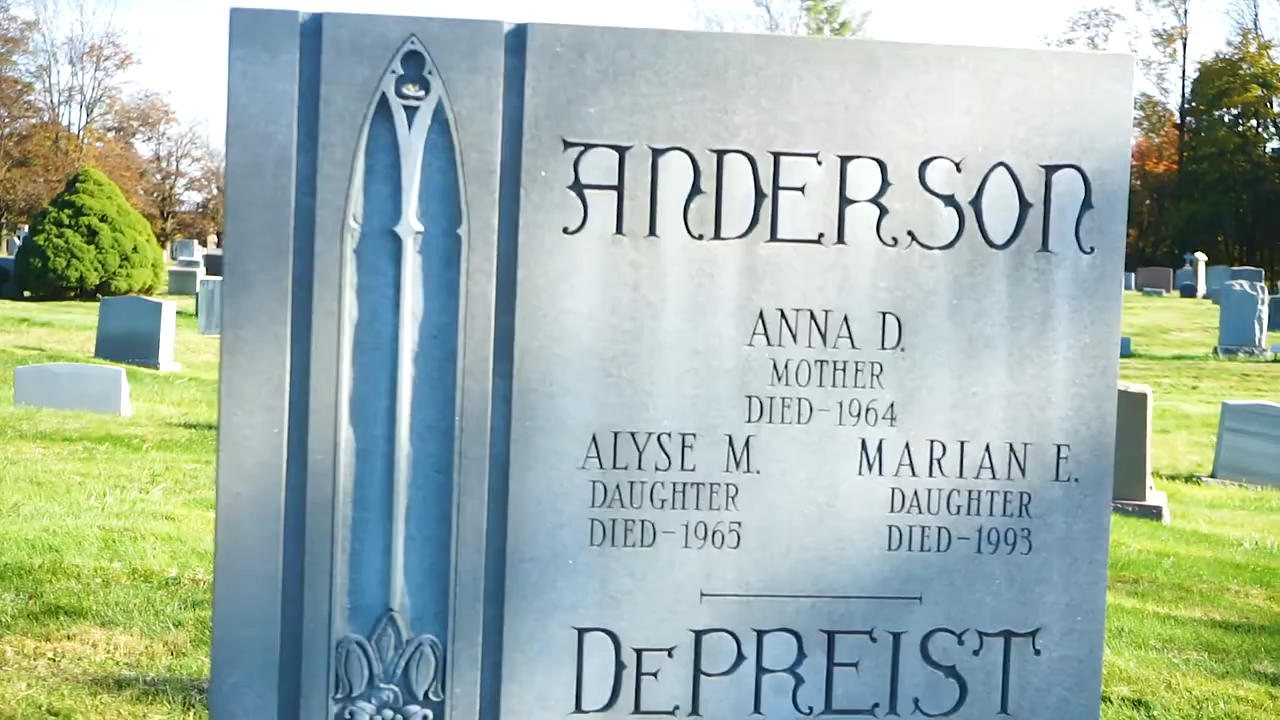 ANDERSON
ANNA D.
MOTHER
DIED-1964
ALYSE M. MARIAN E.
DAUGHTER DAUGHTER
DIED-1965 DIED-1993
DEPREIST